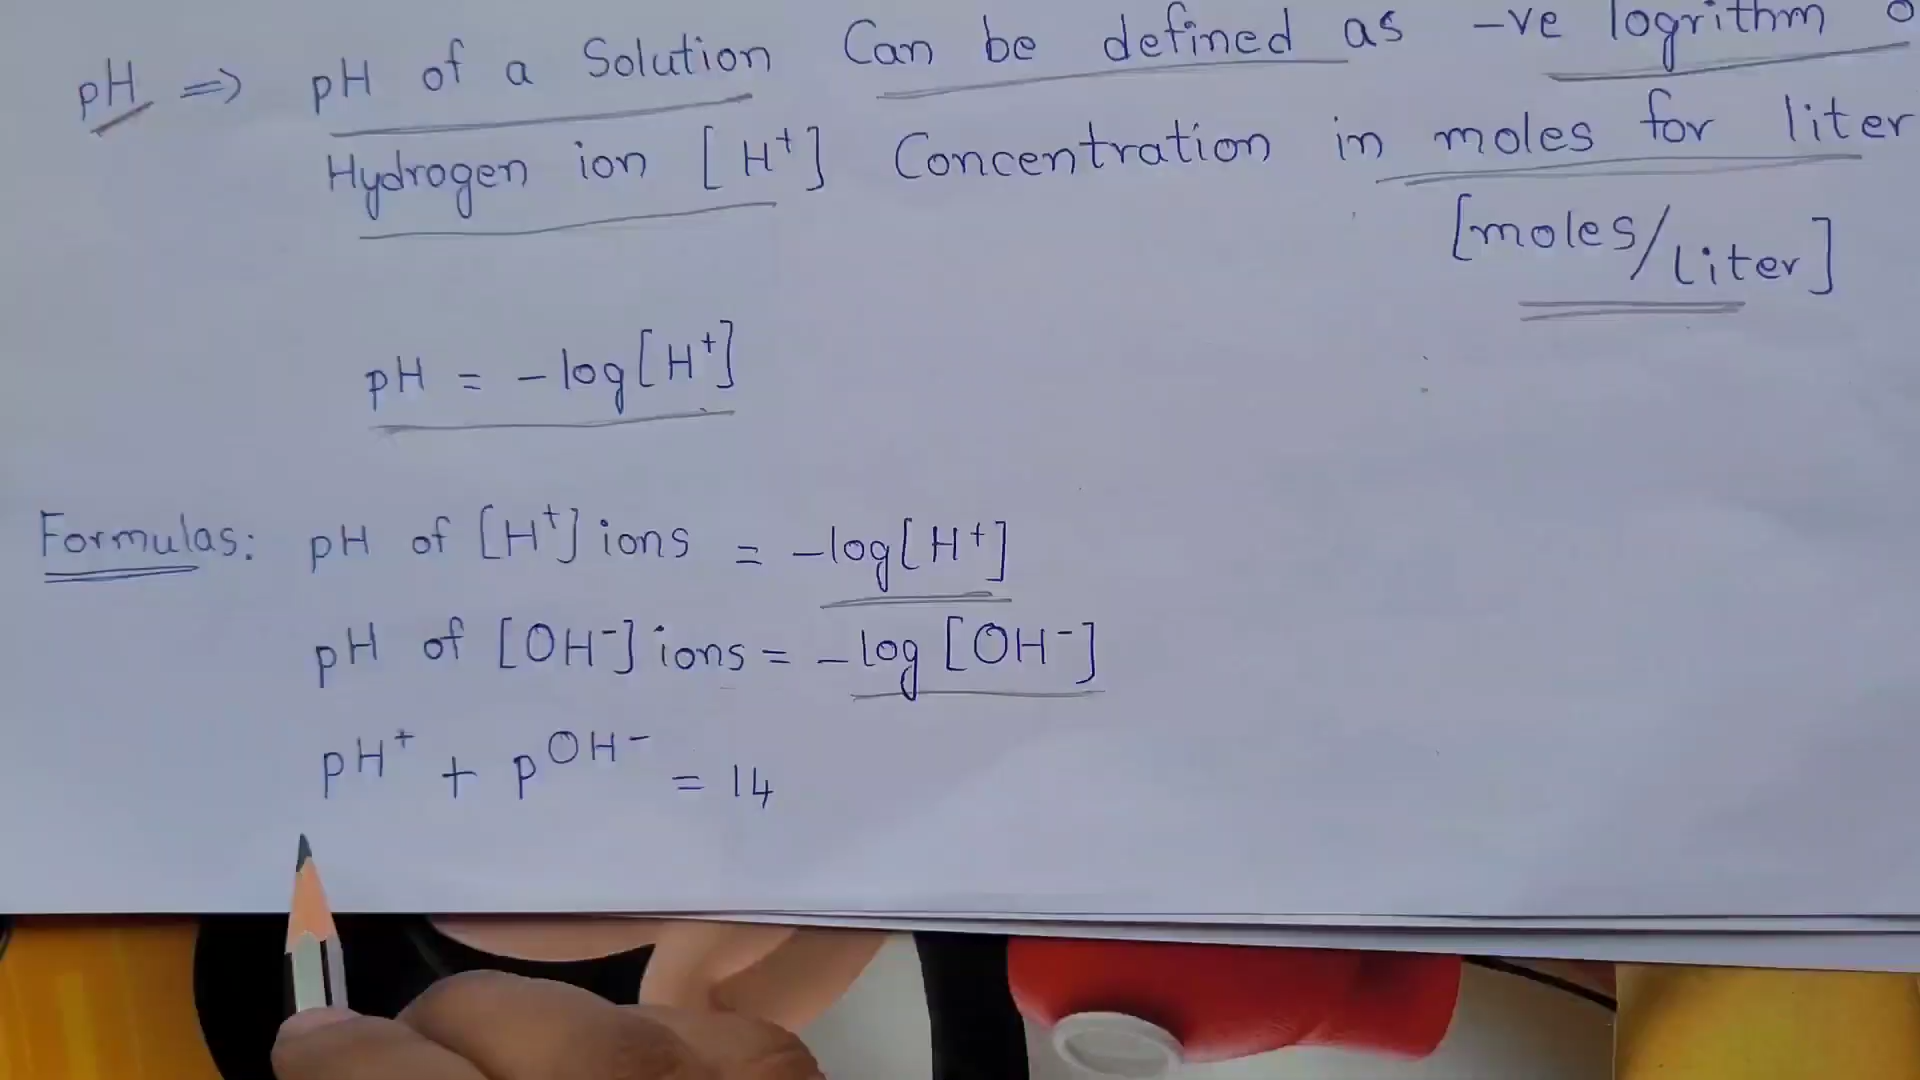 pH ⇒ pH of a Solution Can be defined as -ve logrithm
Hydrogen ion [H⁺] Concentration in moles for liter
[moles/Liter]
pH = -log[H⁺]
Formulas: pH of [H⁺] ions = -log[H⁺]
pH of [OH⁻] ions = -log [OH⁻]
pH⁺ + pᴼᴴ⁻ = 14